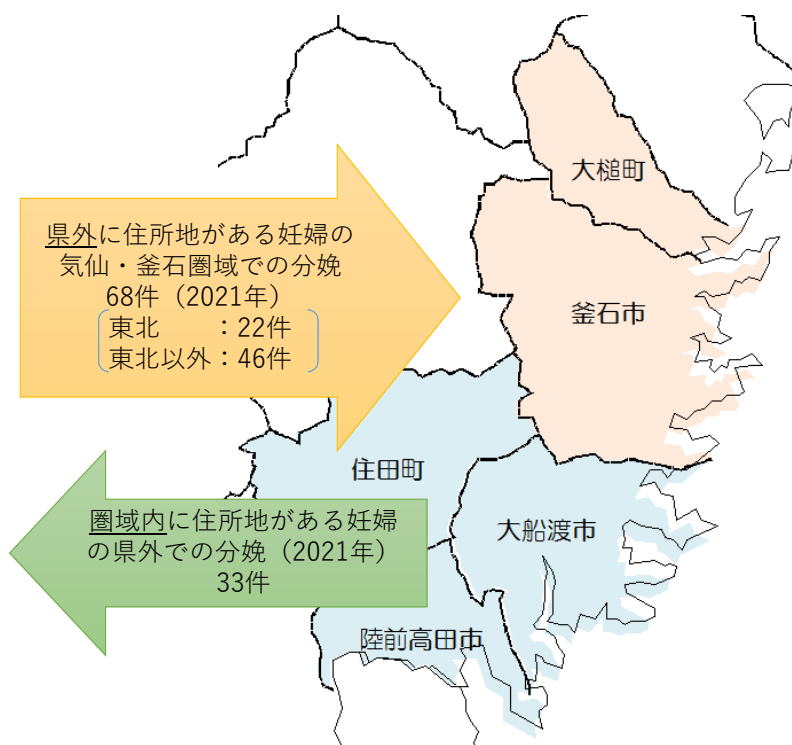 大槌町
県外に住所地がある妊婦の
気仙・釜石圏域での分娩
68件（2021年）
東北　　：22件
東北以外：46件
釜石市
住田町
圏域内に住所地がある妊婦
の県外での分娩（2021年）
33件
大船渡市
陸前高田市